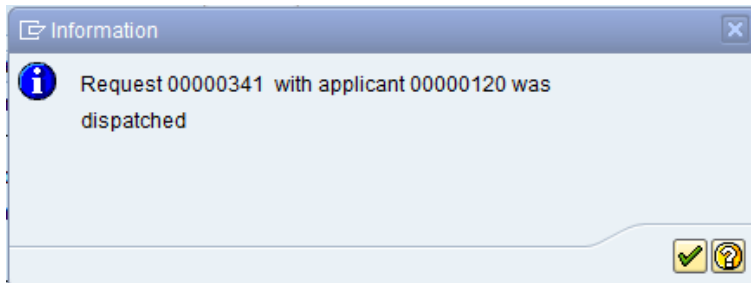 Information
Request 00000341 with applicant 00000120 was
dispatched